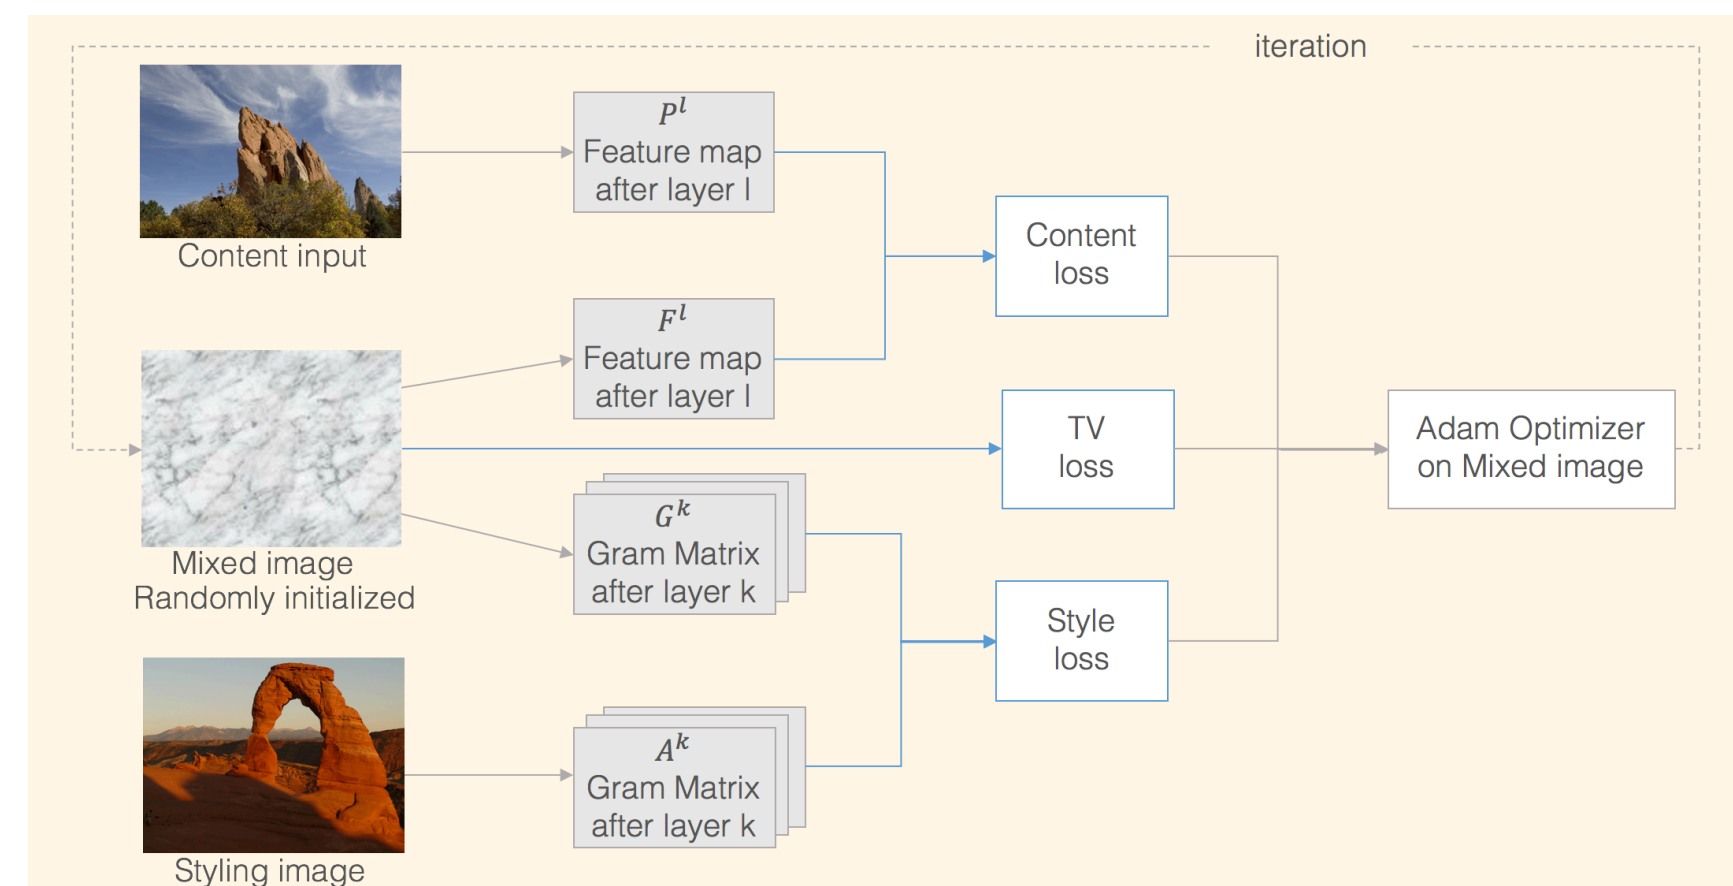 iteration
Content input
P^l
Feature map
after layer l
Content
loss
F^l
Feature map
after layer l
Mixed image
Randomly initialized
TV
loss
Adam Optimizer
on Mixed image
G^k
Gram Matrix
after layer k
Style
loss
A^k
Gram Matrix
after layer k
Styling image